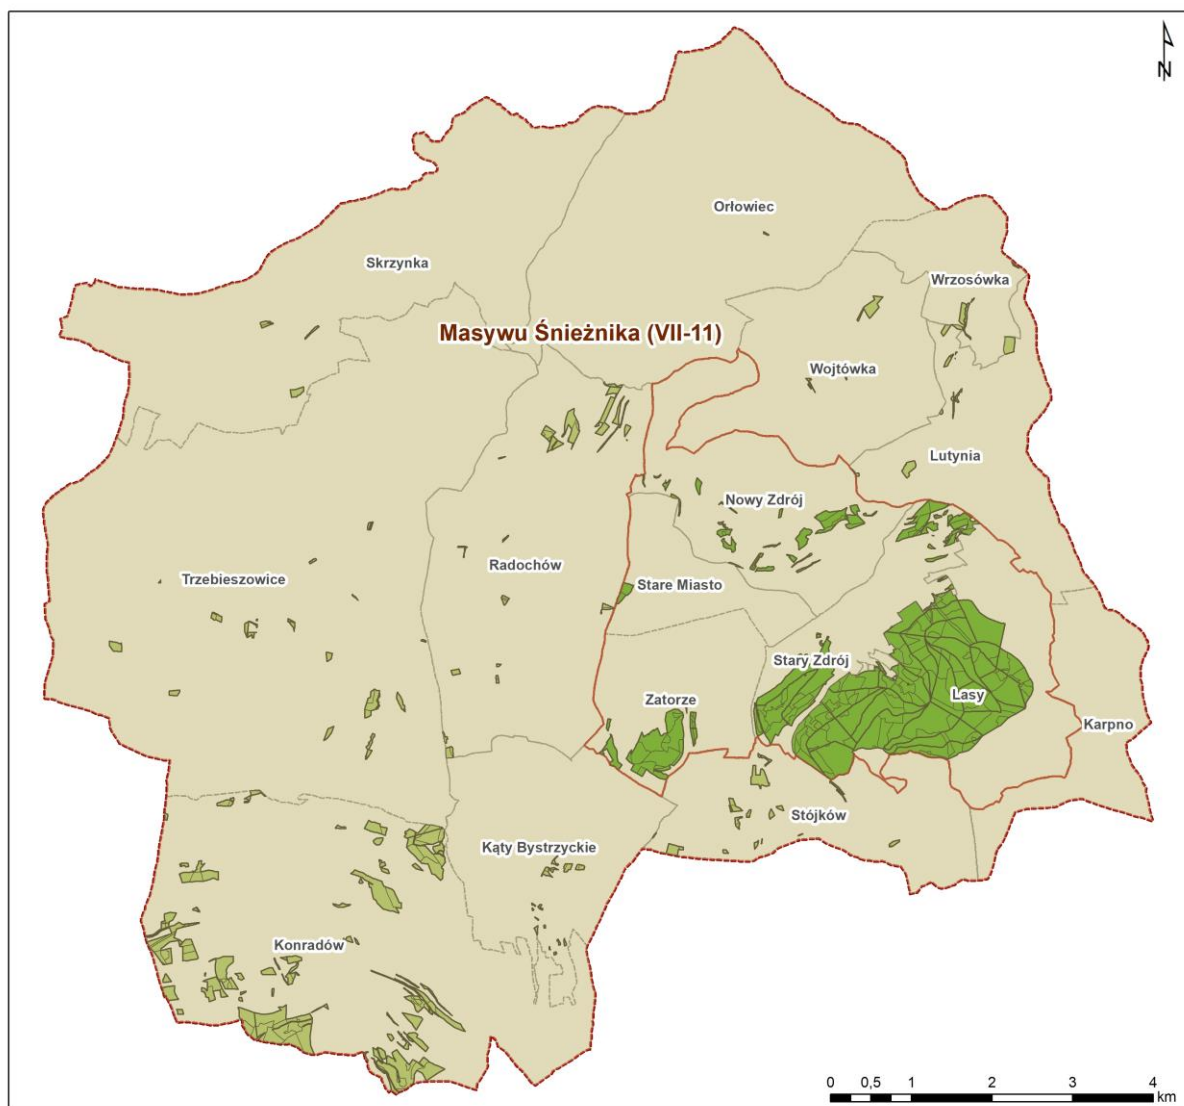 N
Orłowiec
Skrzynka
Wrzosówka
Masywu Śnieżnika (VII-11)
Wojtówka
Lutynia
Nowy Zdrój
Radochów
Trzebieszowice
Stare Miasto
Stary Zdrój
Lasy
Zatorze
Karpno
Stójków
Kąty Bystrzyckie
Konradów
0 0,5 1 2 3 4
km